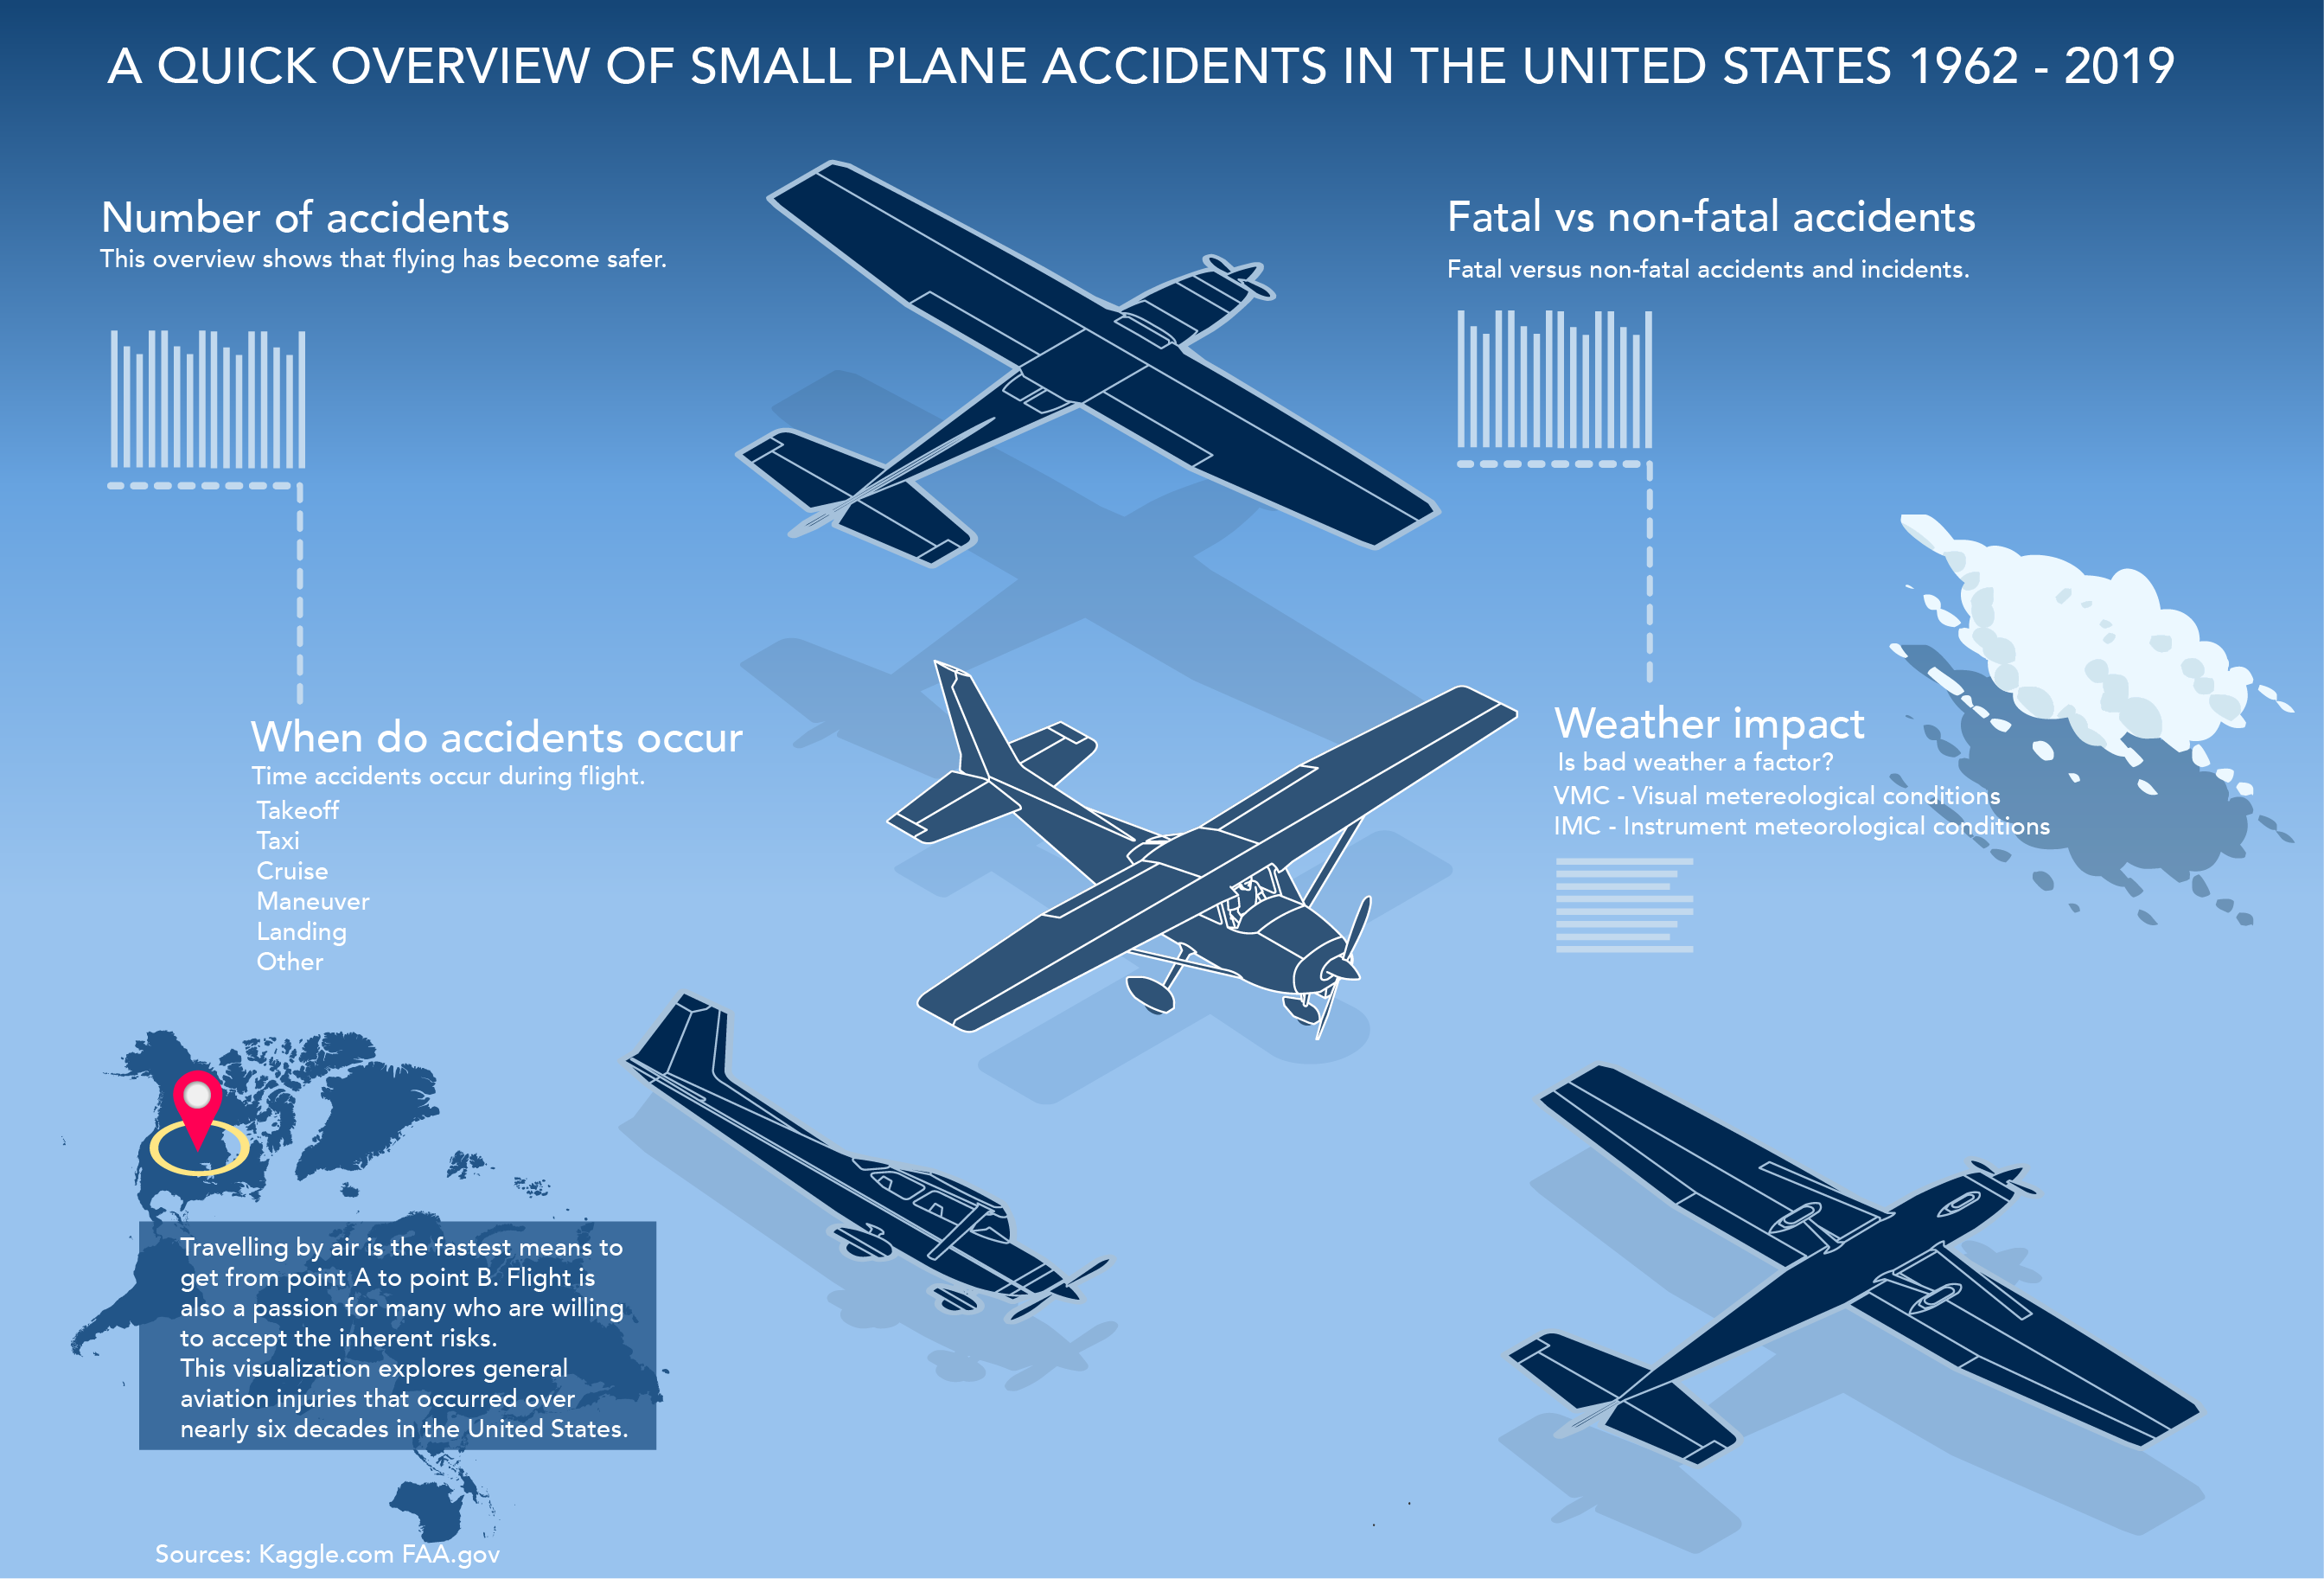 A QUICK OVERVIEW OF SMALL PLANE ACCIDENTS IN THE UNITED STATES 1962 - 2019
Number of accidents
This overview shows that flying has become safer.
Fatal vs non-fatal accidents
Fatal versus non-fatal accidents and incidents.
When do accidents occur
Time accidents occur during flight.
Takeoff
Taxi
Cruise
Maneuver
Landing
Other
Weather impact
Is bad weather a factor?
VMC - Visual metereological conditions
IMC - Instrument meteorological conditions
Travelling by air is the fastest means to
get from point A to point B. Flight is
also a passion for many who are willing
to accept the inherent risks.
This visualization explores general
aviation injuries that occurred over
nearly six decades in the United States.
Sources: Kaggle.com FAA.gov